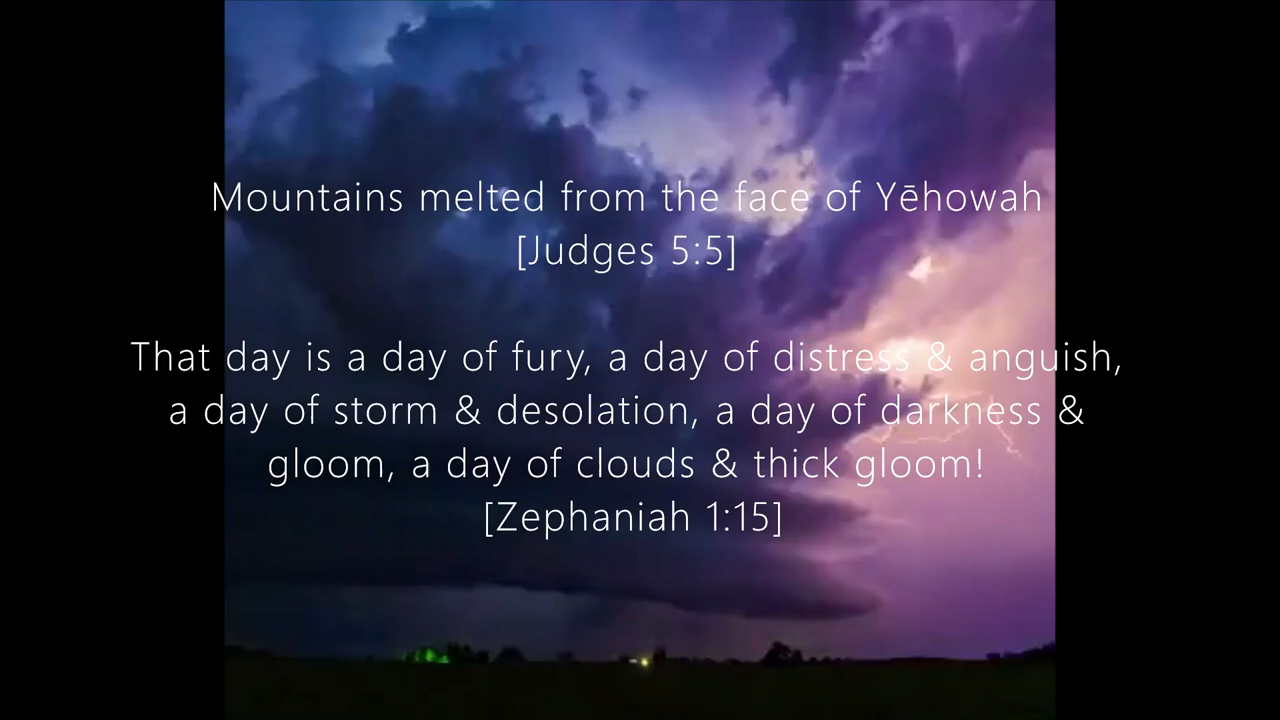 Mountains melted from the face of Yēhowah
[Judges 5:5]
That day is a day of fury, a day of distress & anguish,
a day of storm & desolation, a day of darkness &
gloom, a day of clouds & thick gloom!
[Zephaniah 1:15]